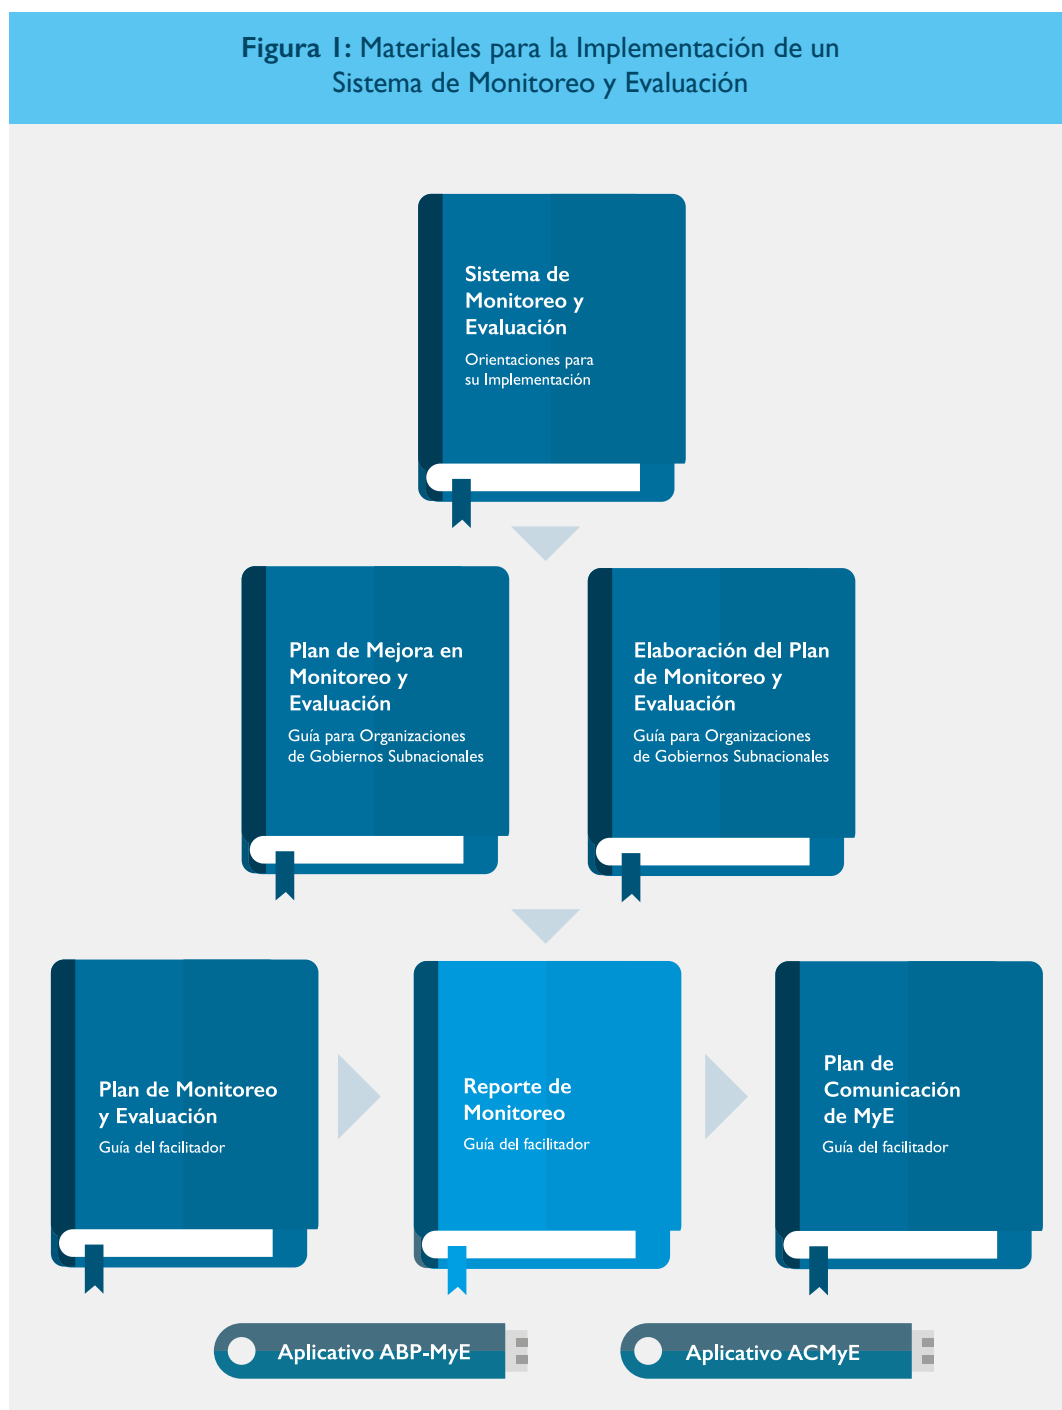 Figura 1: Materiales para la Implementación de un
Sistema de Monitoreo y Evaluación
Sistema de
Monitoreo y
Evaluación
Orientaciones para
su Implementación
Plan de Mejora en
Monitoreo y
Evaluación
Guía para Organizaciones
de Gobiernos Subnacionales
Elaboración del Plan
de Monitoreo y
Evaluación
Guía para Organizaciones
de Gobiernos Subnacionales
Plan de Monitoreo
y Evaluación
Guía del facilitador
Reporte de
Monitoreo
Guía del facilitador
Plan de
Comunicación
de MyE
Guía del facilitador
Aplicativo ABP-MyE
Aplicativo ACMyE